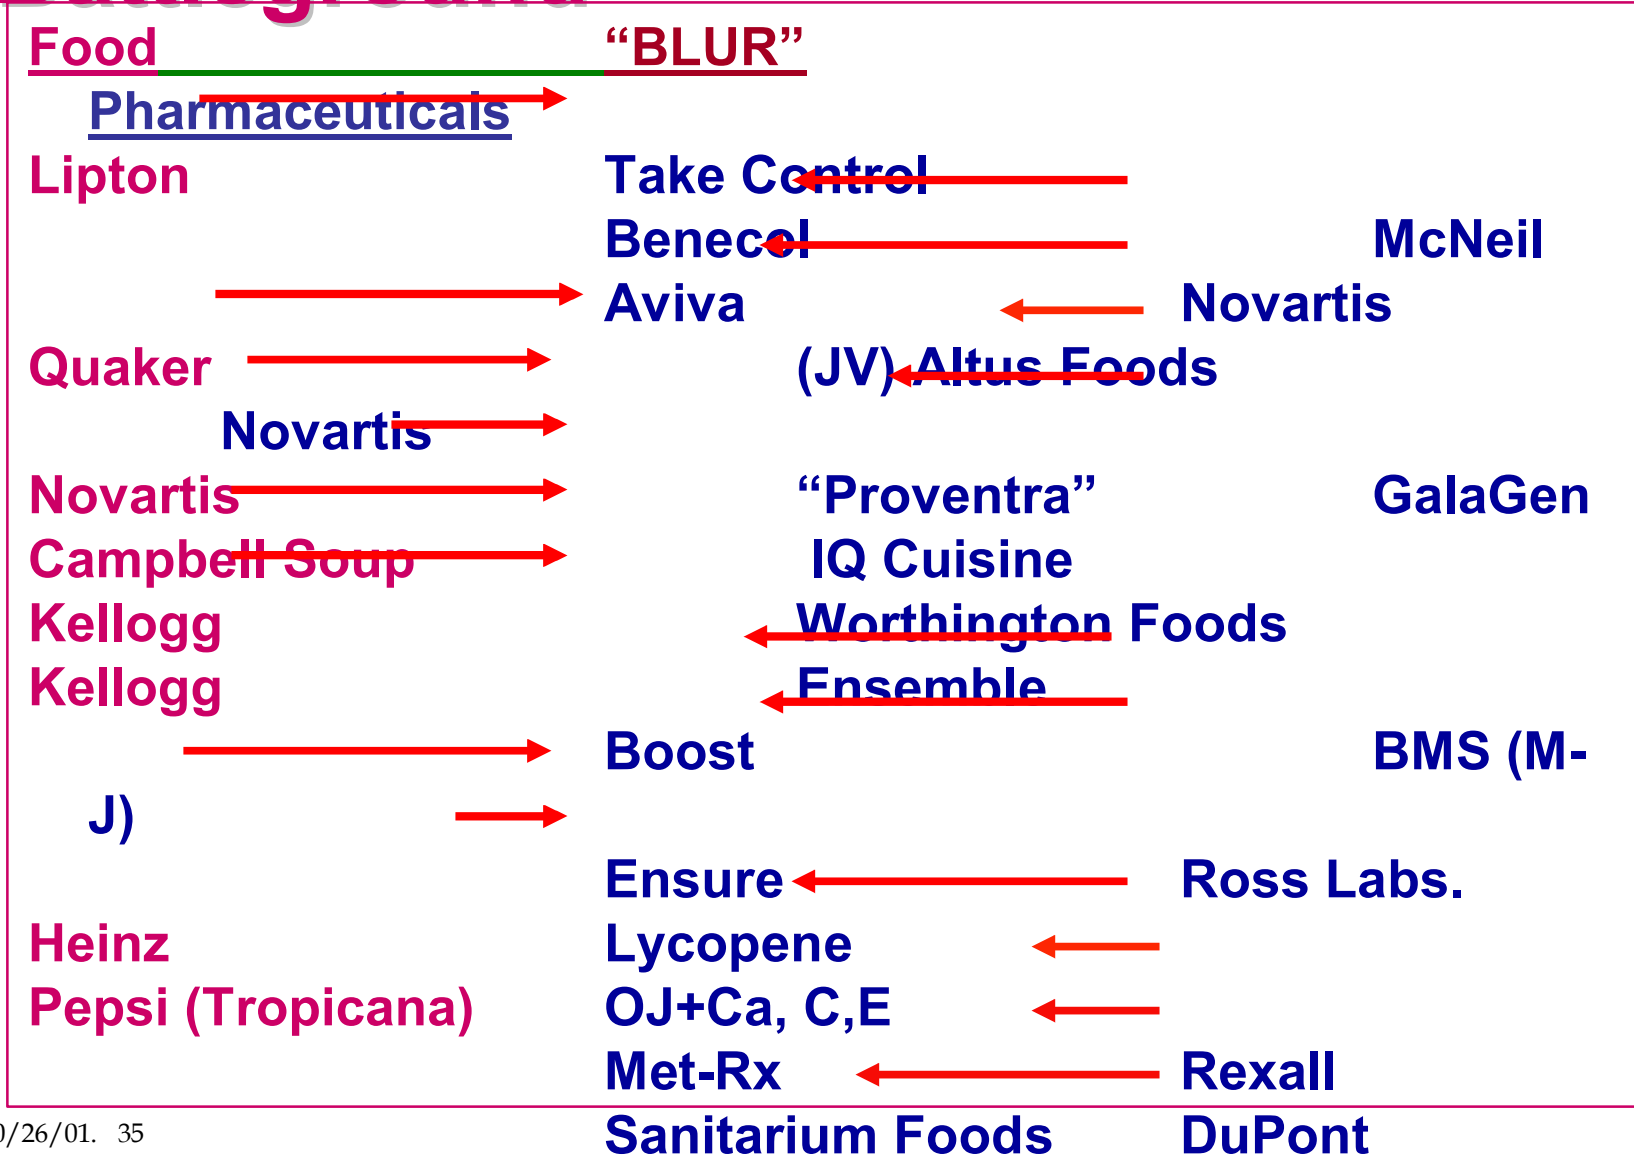 Food “BLUR”
Pharmaceuticals
Lipton Take Control
Benecol McNeil
Aviva Novartis
Quaker (JV) Altus Foods
Novartis
Novartis “Proventra” GalaGen
Campbell Soup IQ Cuisine
Kellogg Worthington Foods
Kellogg Ensemble
Boost BMS (M-
J)
Ensure Ross Labs.
Heinz Lycopene
Pepsi (Tropicana) OJ+Ca, C,E
Met-Rx Rexall
Sanitarium Foods DuPont
/26/01. 35